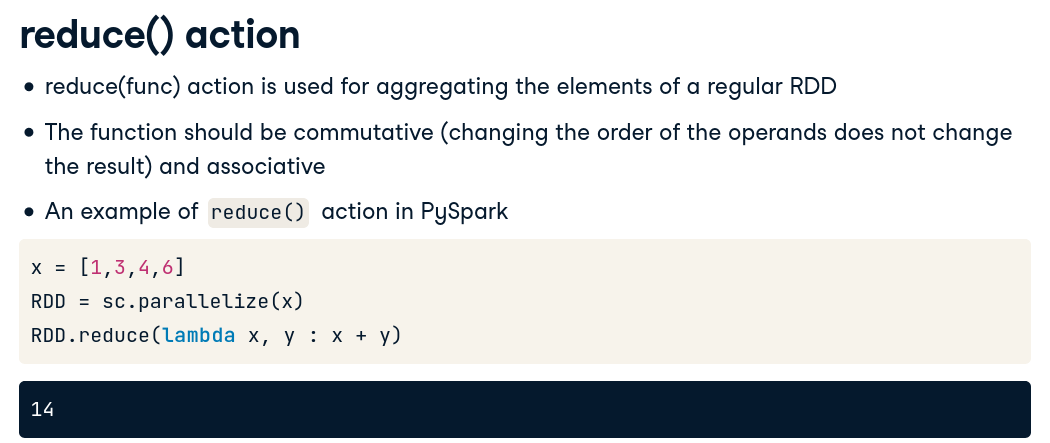 reduce() action
• reduce(func) action is used for aggregating the elements of a regular RDD
• The function should be commutative (changing the order of the operands does not change
the result) and associative
• An example of reduce() action in PySpark
x = [1,3,4,6]
RDD = sc.parallelize(x)
RDD.reduce(lambda x, y : x + y)
14